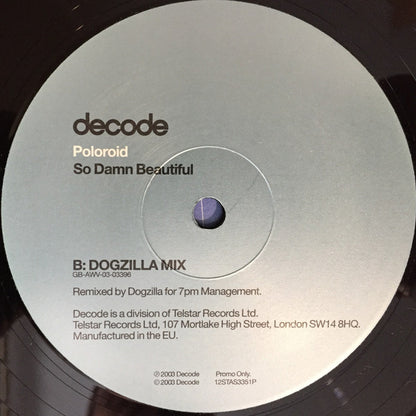 decode
Poloroid
So Damn Beautiful
B: DOGZILLA MIX
GB-AWV-03-03396
Remixed by Dogzilla for 7pm Management.
Decode is a division of Telstar Records Ltd.
Telstar Records Ltd, 107 Mortlake High Street, London SW14 8HQ.
Manufactured in the EU.
℗ 2003 Decode Promo Only.
© 2003 Decode 12STAS3351P